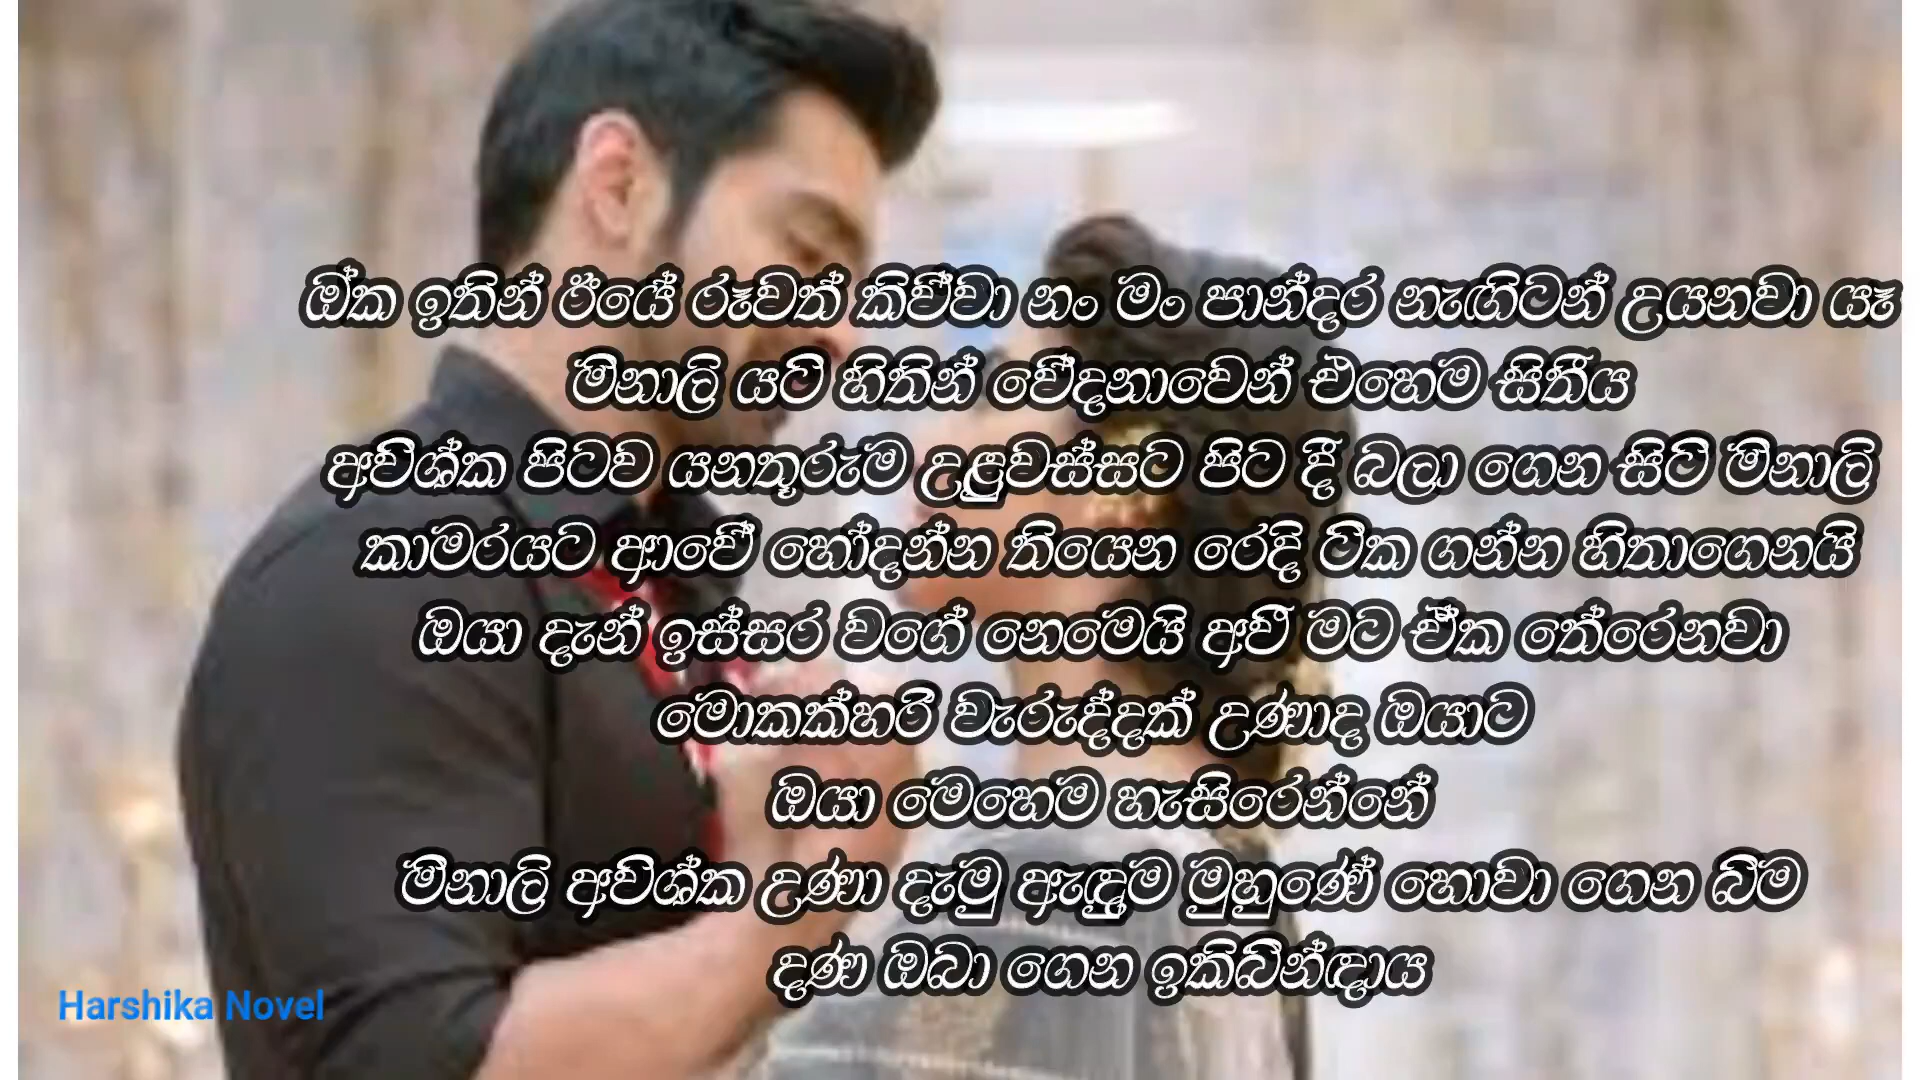 ඕක ඉතින් ඊයේ රෑවත් කිව්වා නං මං පාන්දර නැඟිටන් උයනවා යෑ
මිනාලි යටි හිතින් වේදනාවෙන් එහෙම සිතීය
අවිශ්ක පිටව යනතුරුම උළුවස්සට පිට දී බලා ගෙන සිටි මිනාලි
කාමරයට ආවේ හෝදන්න තියෙන රෙදි ටික ගන්න හිතාගෙනයි
ඔයා දැන් ඉස්සර වගේ නෙමෙයි අවී මට ඒක තේරෙනවා
මොකක්හරි වැරුද්දක් උණාද ඔයාට
ඔයා මෙහෙම හැසිරෙන්නේ
මිනාලි අවිශ්ක උණා දැමු ඇඳුම මුහුණේ හොවා ගෙන බිම
දණ ඔබා ගෙන ඉකිබින්ඳාය
Harshika Novel